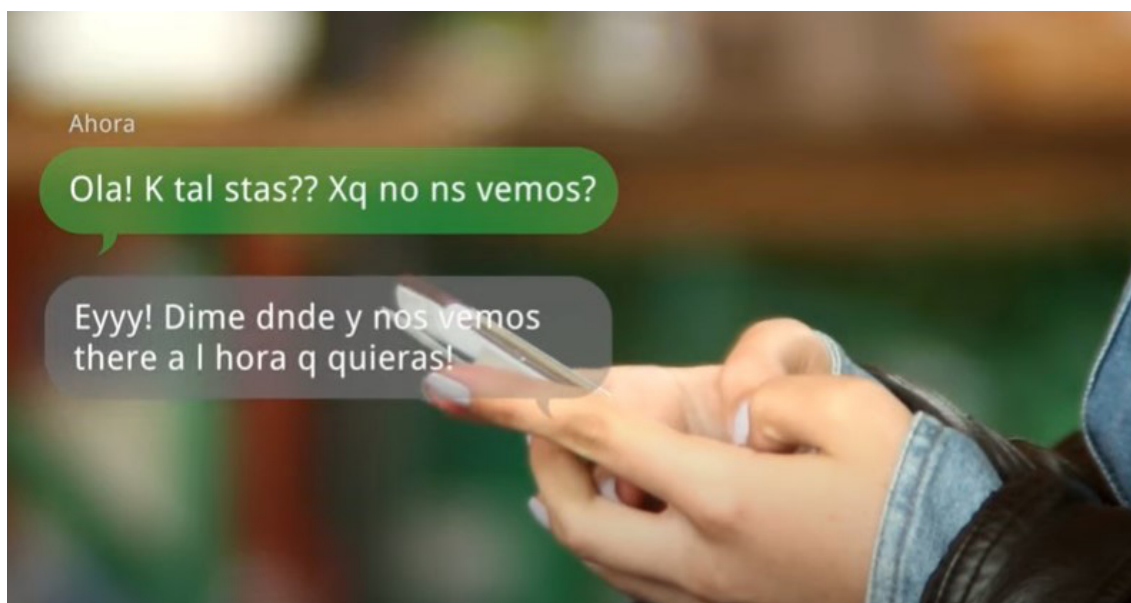 Ahora
Ola! K tal stas?? Xq no ns vemos?
Eyyy! Dime dnde y nos vemos
there a l hora q quieras!